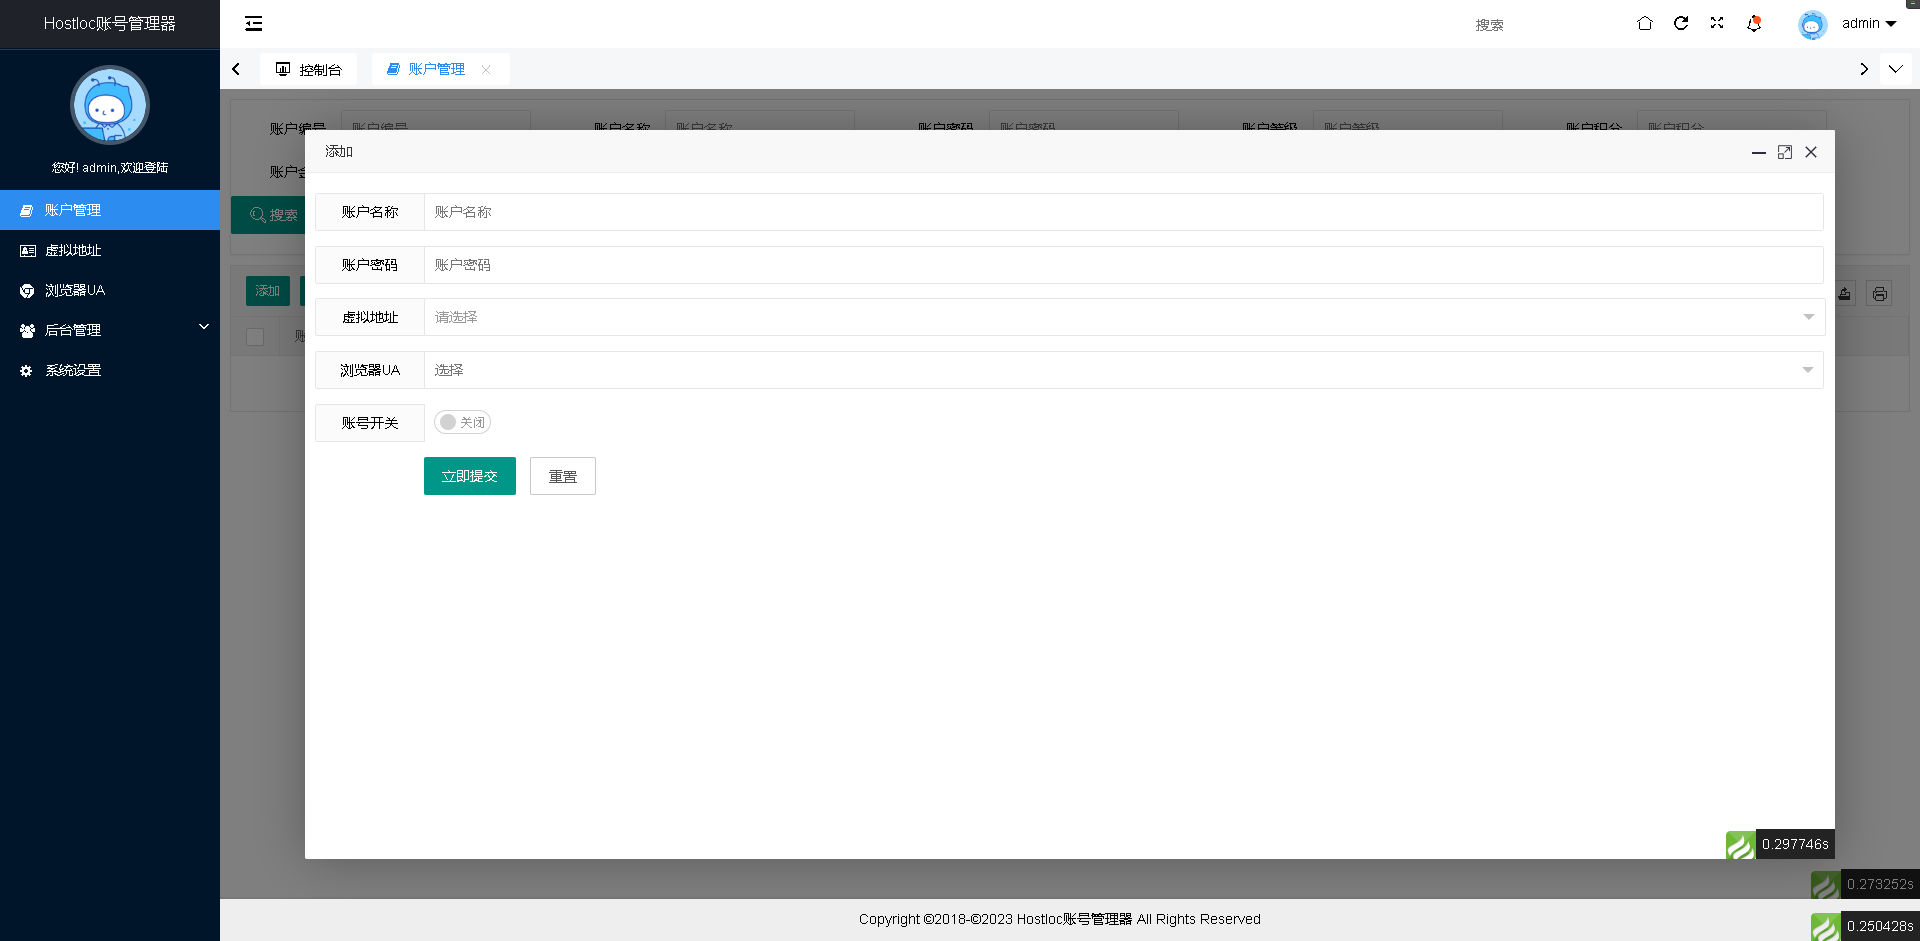 Hostloc账号管理器
搜索
admin
控制台
账户管理
您好! admin,欢迎登陆
账户管理
虚拟地址
浏览器UA
后台管理
系统设置
账户编号 账户编号 账户名称 账户名称 账户密码 账户密码 账户等级 账户等级 账户积分 账户积分
账户
搜索
添加
添加
账户名称 账户名称
账户密码 账户密码
虚拟地址 请选择
浏览器UA 选择
账号开关 关闭
立即提交 重置
0.297746s
0.273252s
Copyright ©2018-©2023 Hostloc账号管理器 All Rights Reserved
0.250428s